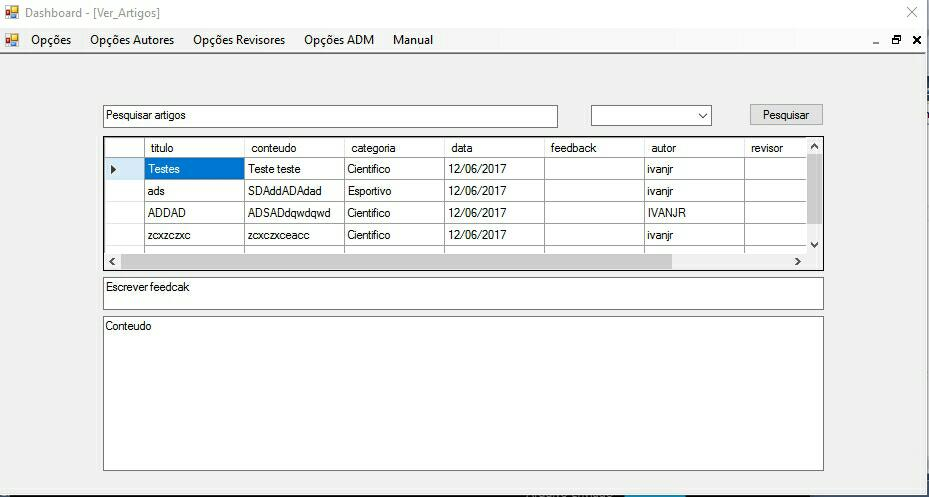 Dashboard - [Ver_Artigos]
Opções Opções Autores Opções Revisores Opções ADM Manual
Pesquisar artigos Pesquisar
titulo conteudo categoria data feedback autor revisor
Testes Teste teste Cientifico 12/06/2017 ivanjr
ads SDAddADAdad Esportivo 12/06/2017 ivanjr
ADDAD ADSADdqwdqwd Cientifico 12/06/2017 IVANJR
zcxzczxc zcxczxceacc Cientifico 12/06/2017 ivanjr
Escrever feedcak
Conteudo